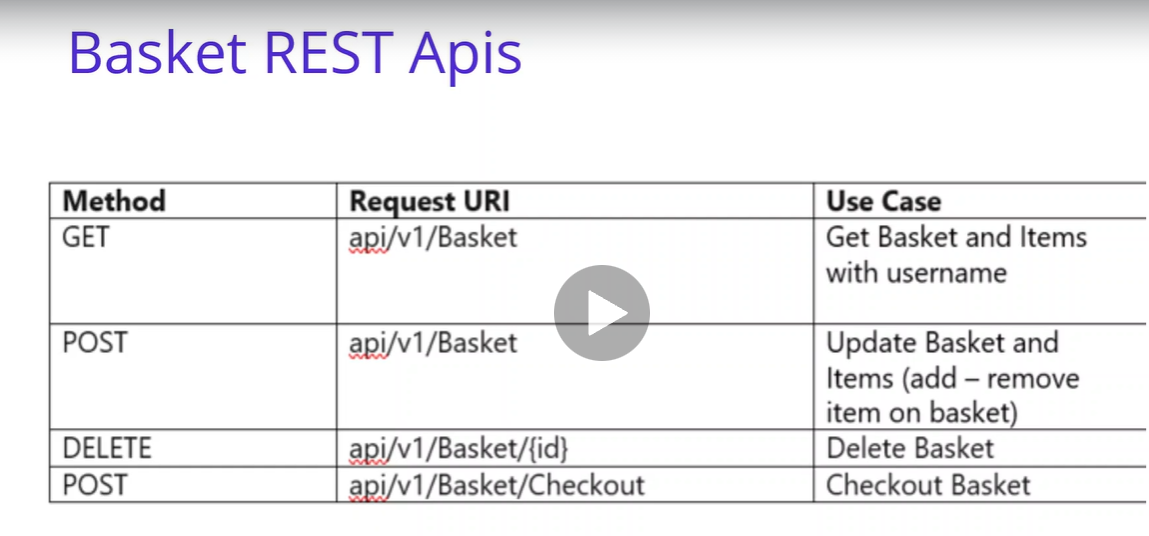 Basket REST Apis
Method Request URI Use Case
GET api/v1/Basket Get Basket and Items
with username
POST api/v1/Basket Update Basket and
Items (add – remove
item on basket)
DELETE api/v1/Basket/{id} Delete Basket
POST api/v1/Basket/Checkout Checkout Basket